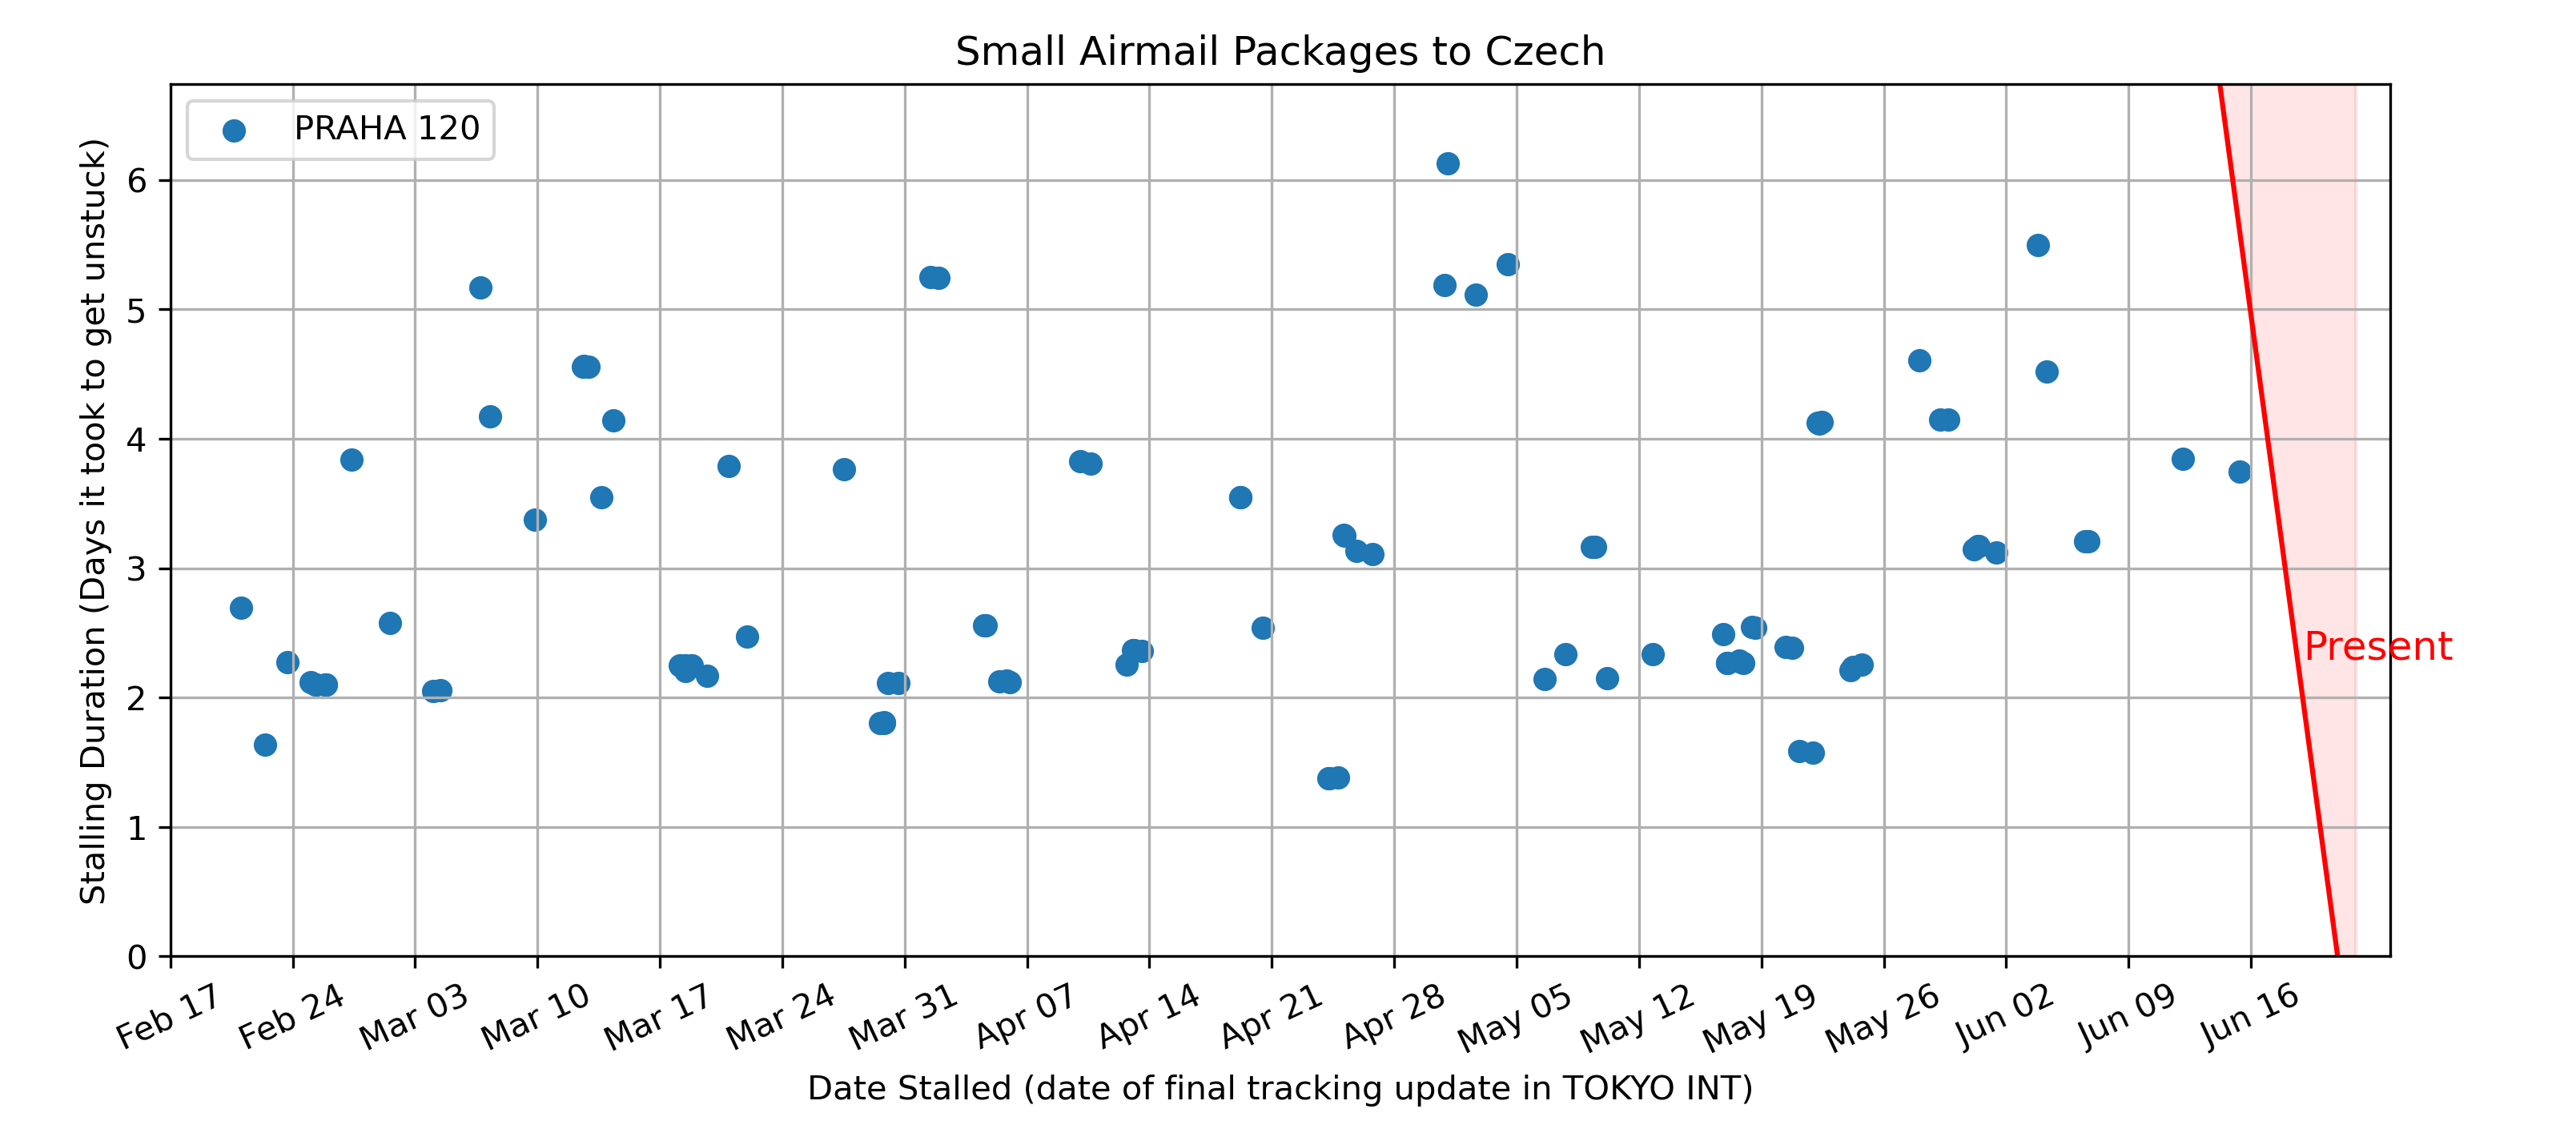 Small Airmail Packages to Czech
PRAHA 120
Stalling Duration (Days it took to get unstuck)
6
5
4
3
2
1
0
Present
Feb 17
Feb 24
Mar 03
Mar 10
Mar 17
Mar 24
Mar 31
Apr 07
Apr 14
Apr 21
Apr 28
May 05
May 12
May 19
May 26
Jun 02
Jun 09
Jun 16
Date Stalled (date of final tracking update in TOKYO INT)